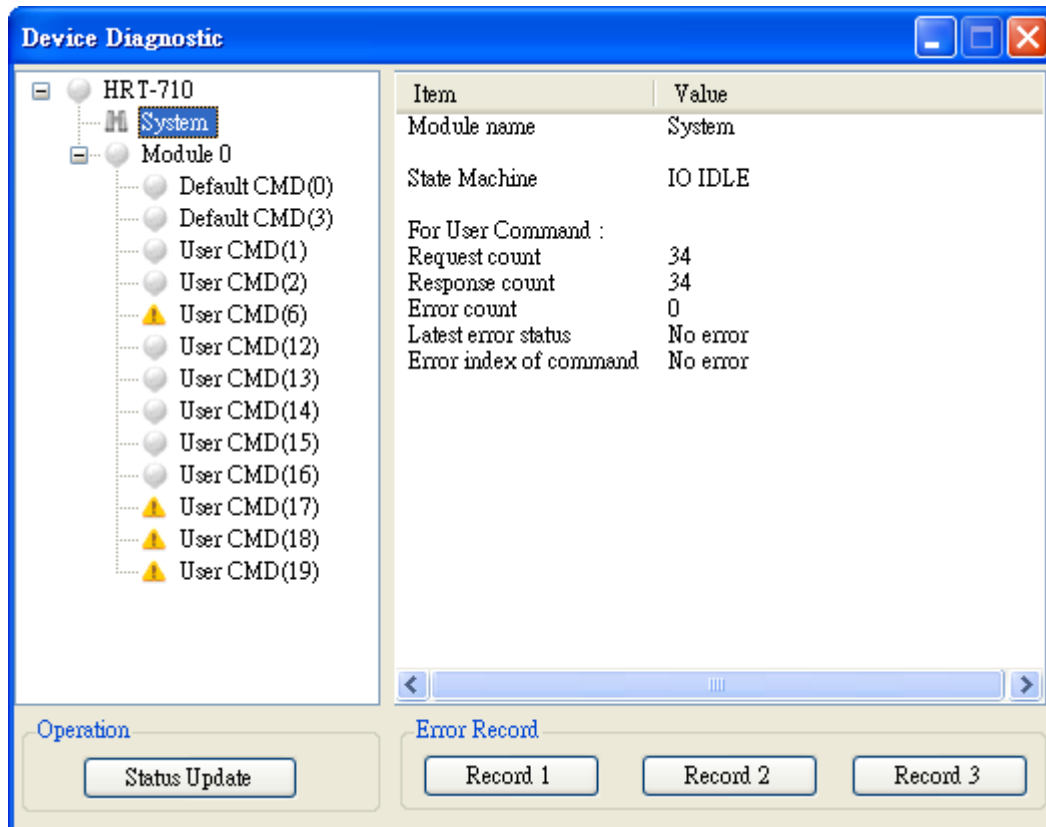 Device Diagnostic
HRT-710
System
Module 0
Default CMD(0)
Default CMD(3)
User CMD(1)
User CMD(2)
User CMD(6)
User CMD(12)
User CMD(13)
User CMD(14)
User CMD(15)
User CMD(16)
User CMD(17)
User CMD(18)
User CMD(19)
Item Value
Module name System
State Machine IO IDLE
For User Command :
Request count 34
Response count 34
Error count 0
Latest error status No error
Error index of command No error
Operation
Status Update
Error Record
Record 1 Record 2 Record 3